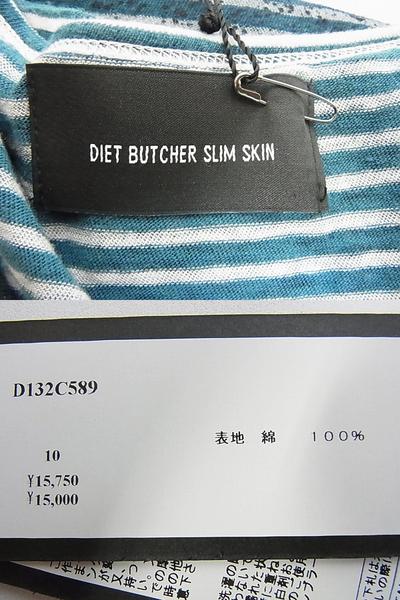 DIET BUTCHER SLIM SKIN
D132C589
表地 綿 100%
10
¥15,750
¥15,000